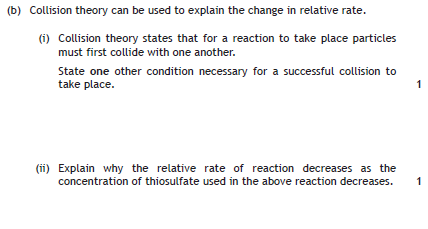 (b) Collision theory can be used to explain the change in relative rate.
(i) Collision theory states that for a reaction to take place particles
must first collide with one another.
State one other condition necessary for a successful collision to
take place. 1
(ii) Explain why the relative rate of reaction decreases as the
concentration of thiosulfate used in the above reaction decreases. 1